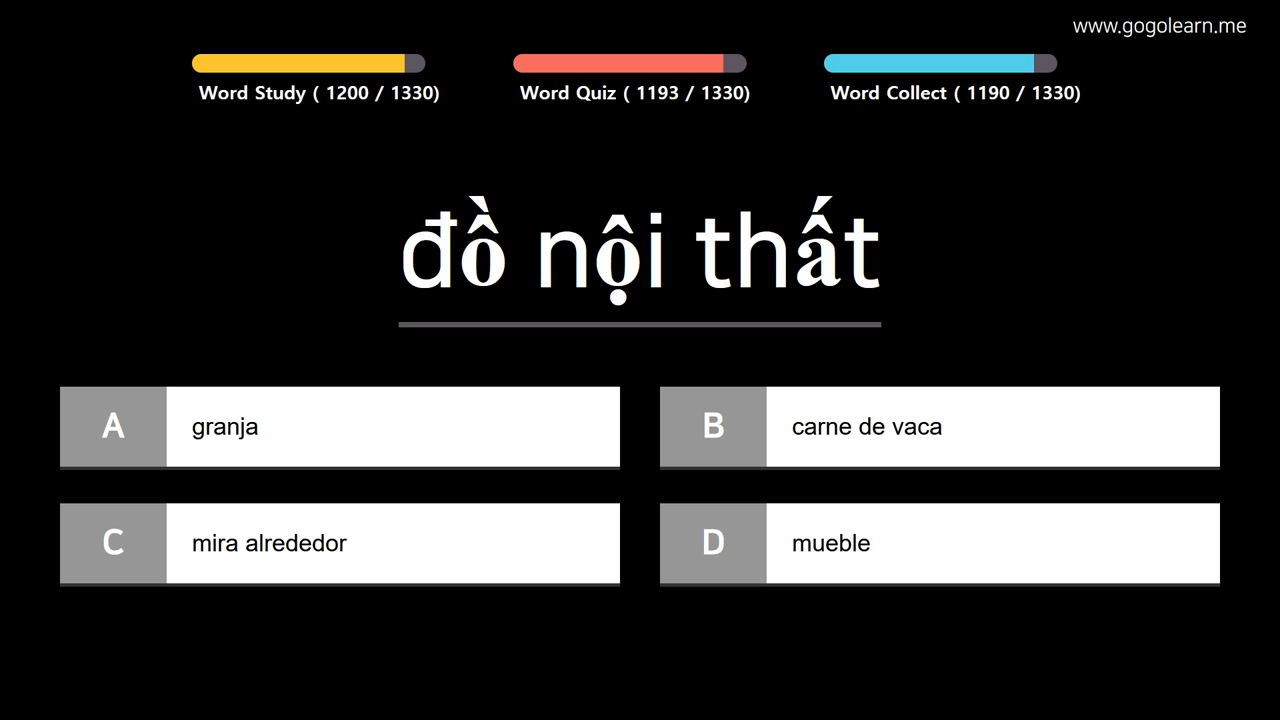 www.gogolearn.me
Word Study ( 1200 / 1330)
Word Quiz ( 1193 / 1330)
Word Collect ( 1190 / 1330)
đồ nội thất
A granja
B carne de vaca
C mira alrededor
D mueble